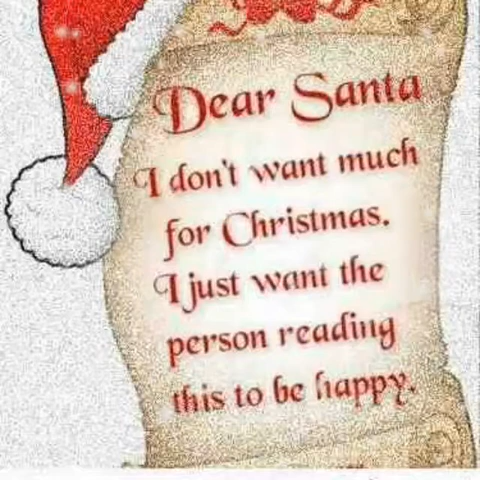 Dear Santa
I don't want much
for Christmas.
I just want the
person reading
this to be happy.